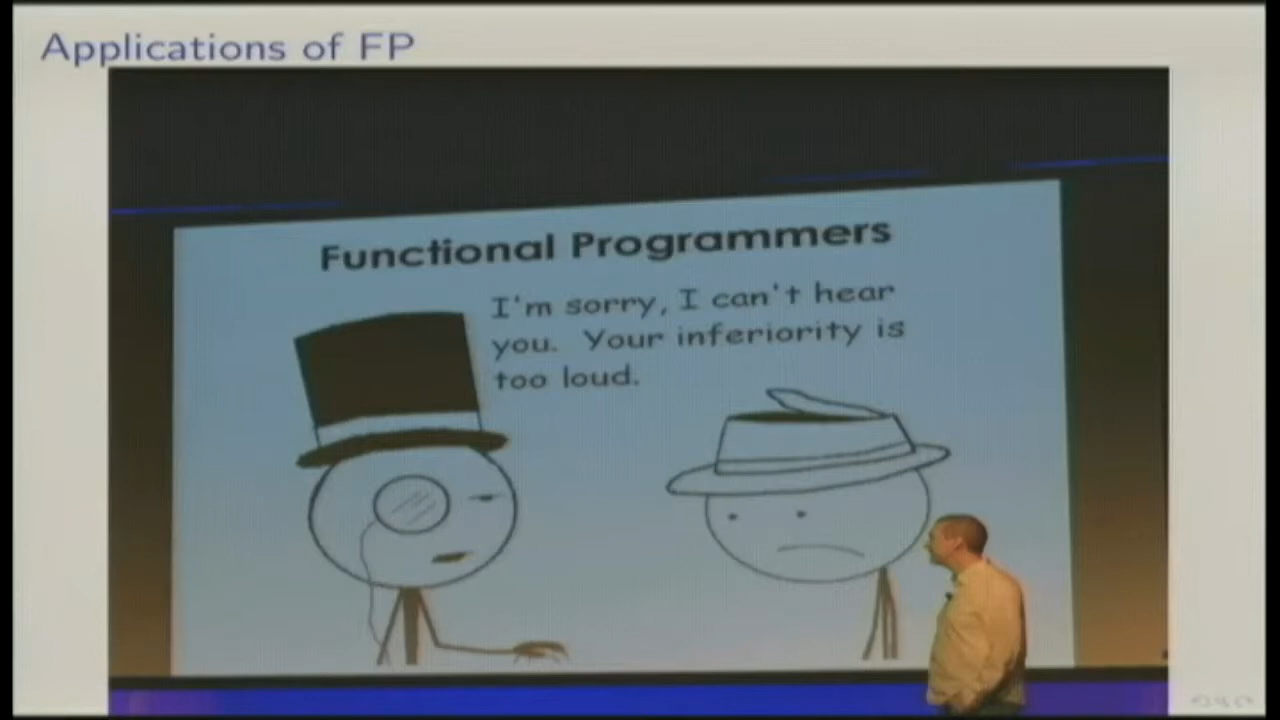 Applications of FP
Functional Programmers
I'm sorry, I can't hear
you. Your inferiority is
too loud.